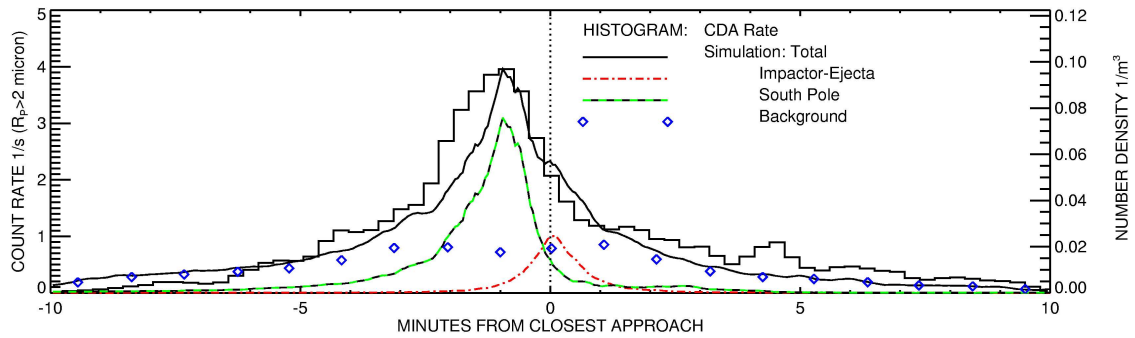 HISTOGRAM: CDA Rate
Simulation: Total
Impactor-Ejecta
South Pole
Background
COUNT RATE 1/s (R_P>2 micron)
5
4
3
2
1
0
0.12
0.10
0.08
0.06
0.04
0.02
0.00
NUMBER DENSITY 1/m³
-10
-5
0
5
10
MINUTES FROM CLOSEST APPROACH